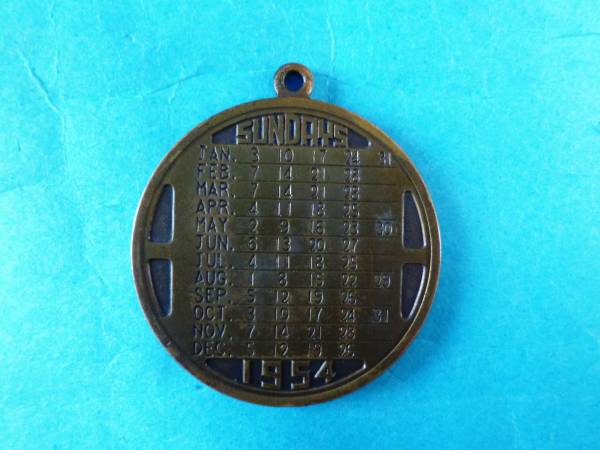 SUNDAYS
JAN. 3 10 17 24 31
FEB. 7 14 21 28
MAR. 7 14 21 28
APR. 4 11 18 25
MAY 2 9 16 23 30
JUN. 6 13 20 27
JUL. 4 11 18 25
AUG. 1 8 15 22 29
SEP. 5 12 19 26
OCT. 3 10 17 24 31
NOV. 7 14 21 28
DEC. 5 12 19 25
1954